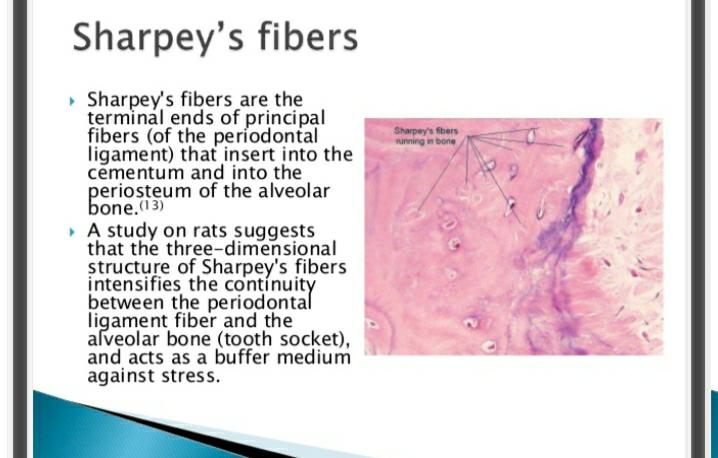 Sharpey's fibers
Sharpey's fibers are the
terminal ends of principal
fibers (of the periodontal
ligament) that insert into the
cementum and into the
periosteum of the alveolar
bone.(13)
A study on rats suggests
that the three-dimensional
structure of Sharpey's fibers
intensifies the continuity
between the periodontal
ligament fiber and the
alveolar bone (tooth socket),
and acts as a buffer medium
against stress.
Sharpey's fibers
running in bone